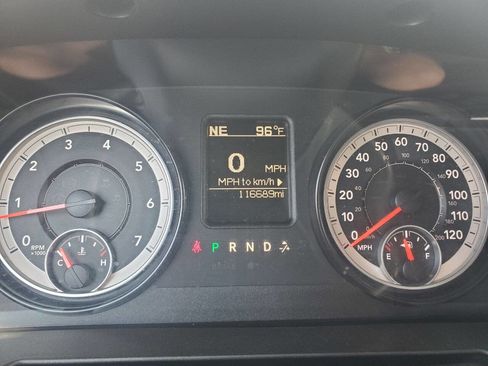 NE 96°F
0 MPH
MPH to km/h
116689mi
P R N D
0 1 2 3 4 5 6 7
RPM
x1000
C H
0 10 20 30 40 50 60 70 80 90 100 110 120
MPH
E F